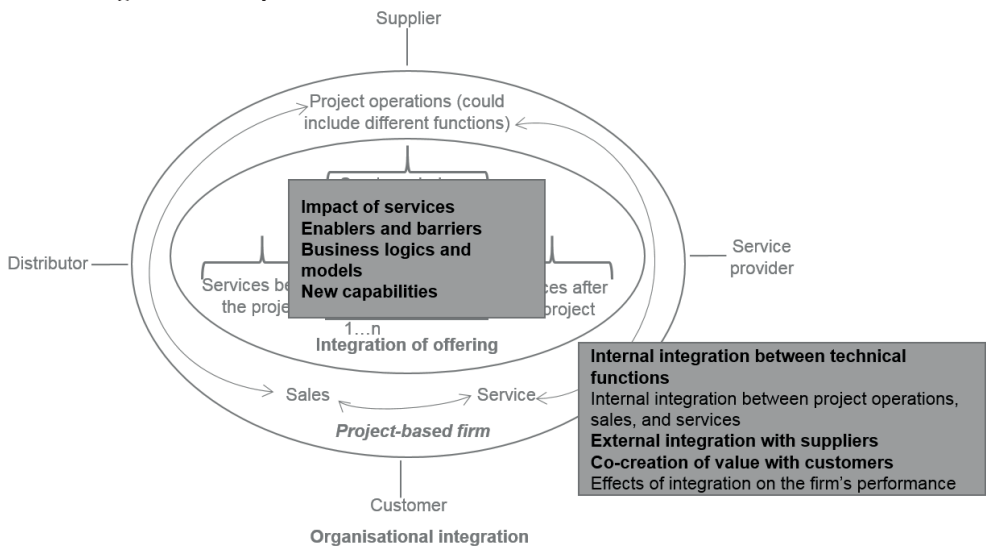 Supplier
Project operations (could
include different functions)
Impact of services
Enablers and barriers
Business logics and
models
New capabilities
Distributor
Service
provider
Services
the
after
project
1…n
Integration of offering
Internal integration between technical
functions
Internal integration between project operations,
sales, and services
External integration with suppliers
Co-creation of value with customers
Effects of integration on the firm's performance
Sales
Service
Project-based firm
Customer
Organisational integration